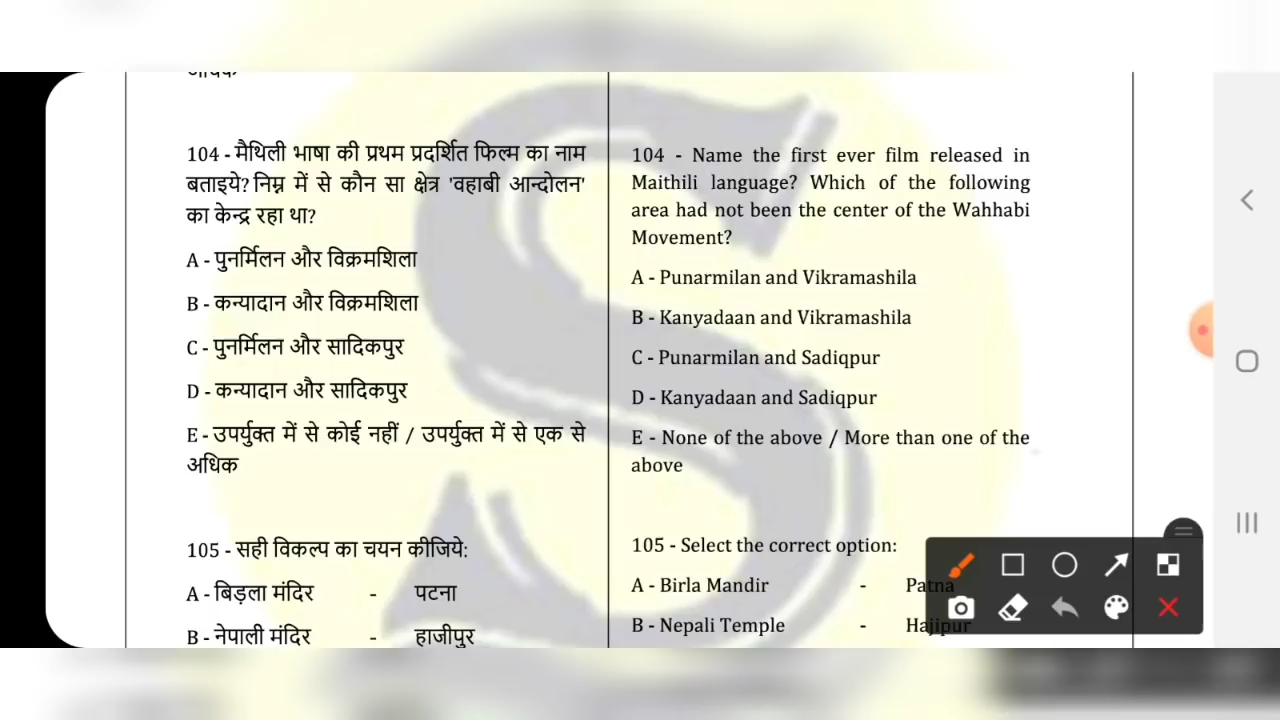 104 - मैथिली भाषा की प्रथम प्रदर्शित फिल्म का नाम
बताइये? निम्न में से कौन सा क्षेत्र 'वहाबी आन्दोलन'
का केन्द्र रहा था?
A - पुनर्मिलन और विक्रमशिला
B - कन्यादान और विक्रमशिला
C - पुनर्मिलन और सादिकपुर
D - कन्यादान और सादिकपुर
E - उपर्युक्त में से कोई नहीं / उपर्युक्त में से एक से
अधिक
105 - सही विकल्प का चयन कीजिये:
A - बिड़ला मंदिर - पटना
B - नेपाली मंदिर - हाजीपुर
104 - Name the first ever film released in
Maithili language? Which of the following
area had not been the center of the Wahhabi
Movement?
A - Punarmilan and Vikramashila
B - Kanyadaan and Vikramashila
C - Punarmilan and Sadiqpur
D - Kanyadaan and Sadiqpur
E - None of the above / More than one of the
above
105 - Select the correct option:
A - Birla Mandir - Patna
B - Nepali Temple - Hajipur